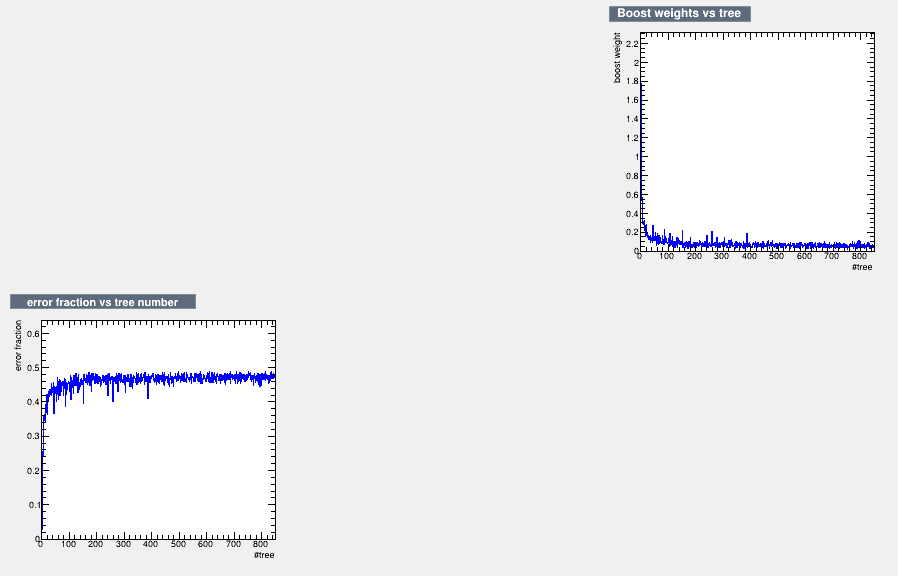 Boost weights vs tree
boost weight
2.2
2
1.8
1.6
1.4
1.2
1
0.8
0.6
0.4
0.2
0
0 100 200 300 400 500 600 700 800
#tree
error fraction vs tree number
error fraction
0.6
0.5
0.4
0.3
0.2
0.1
0
0 100 200 300 400 500 600 700 800
#tree